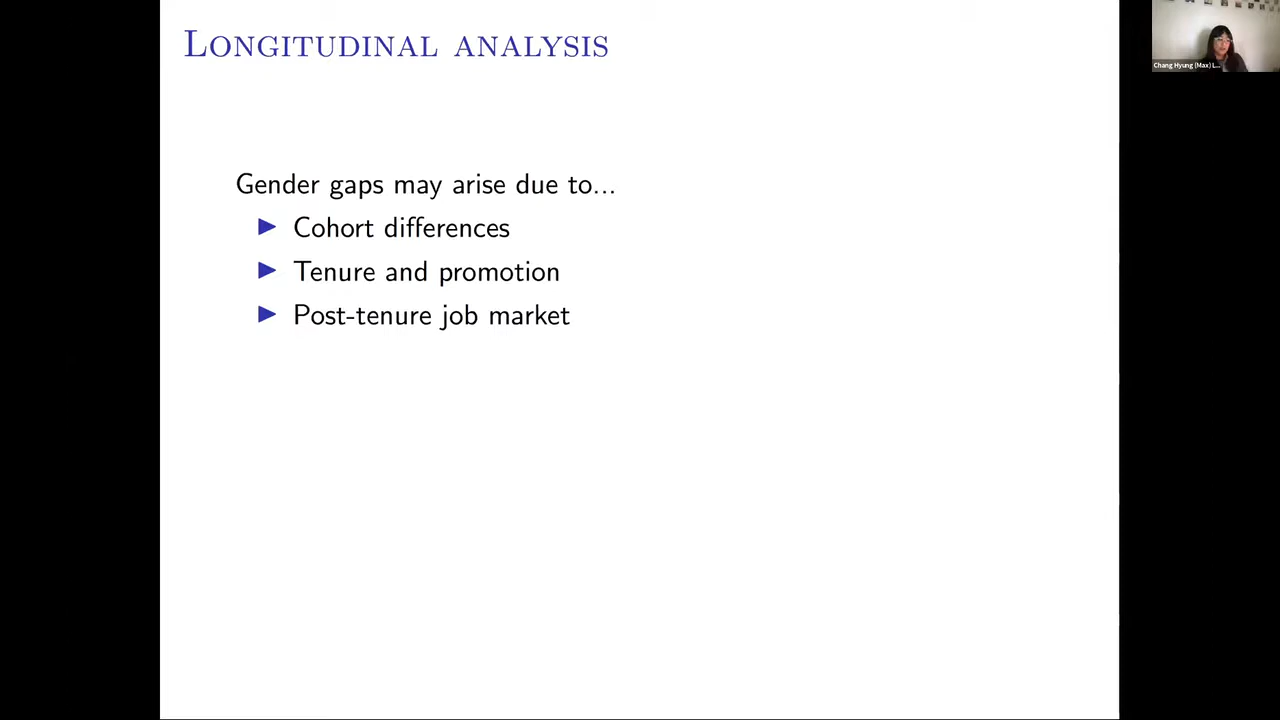 Longitudinal analysis
Chang Hyung (Max) L...
Gender gaps may arise due to...
Cohort differences
Tenure and promotion
Post-tenure job market